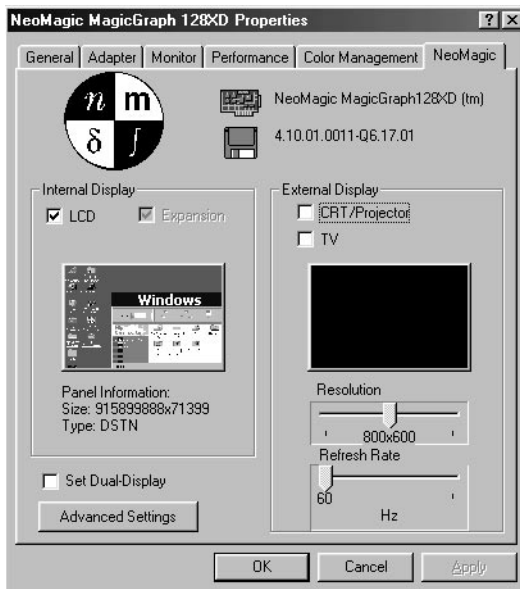 NeoMagic MagicGraph 128XD Properties
General Adapter Monitor Performance Color Management NeoMagic
n m
δ ∫
NeoMagic MagicGraph128XD (tm)
4.10.01.0011-Q6.17.01
Internal Display
LCD Expansion
Windows
Panel Information:
Size: 915899888x71399
Type: DSTN
Set Dual-Display
Advanced Settings
External Display
CRT/Projector
TV
Resolution
800x600
Refresh Rate
60
Hz
OK Cancel Apply